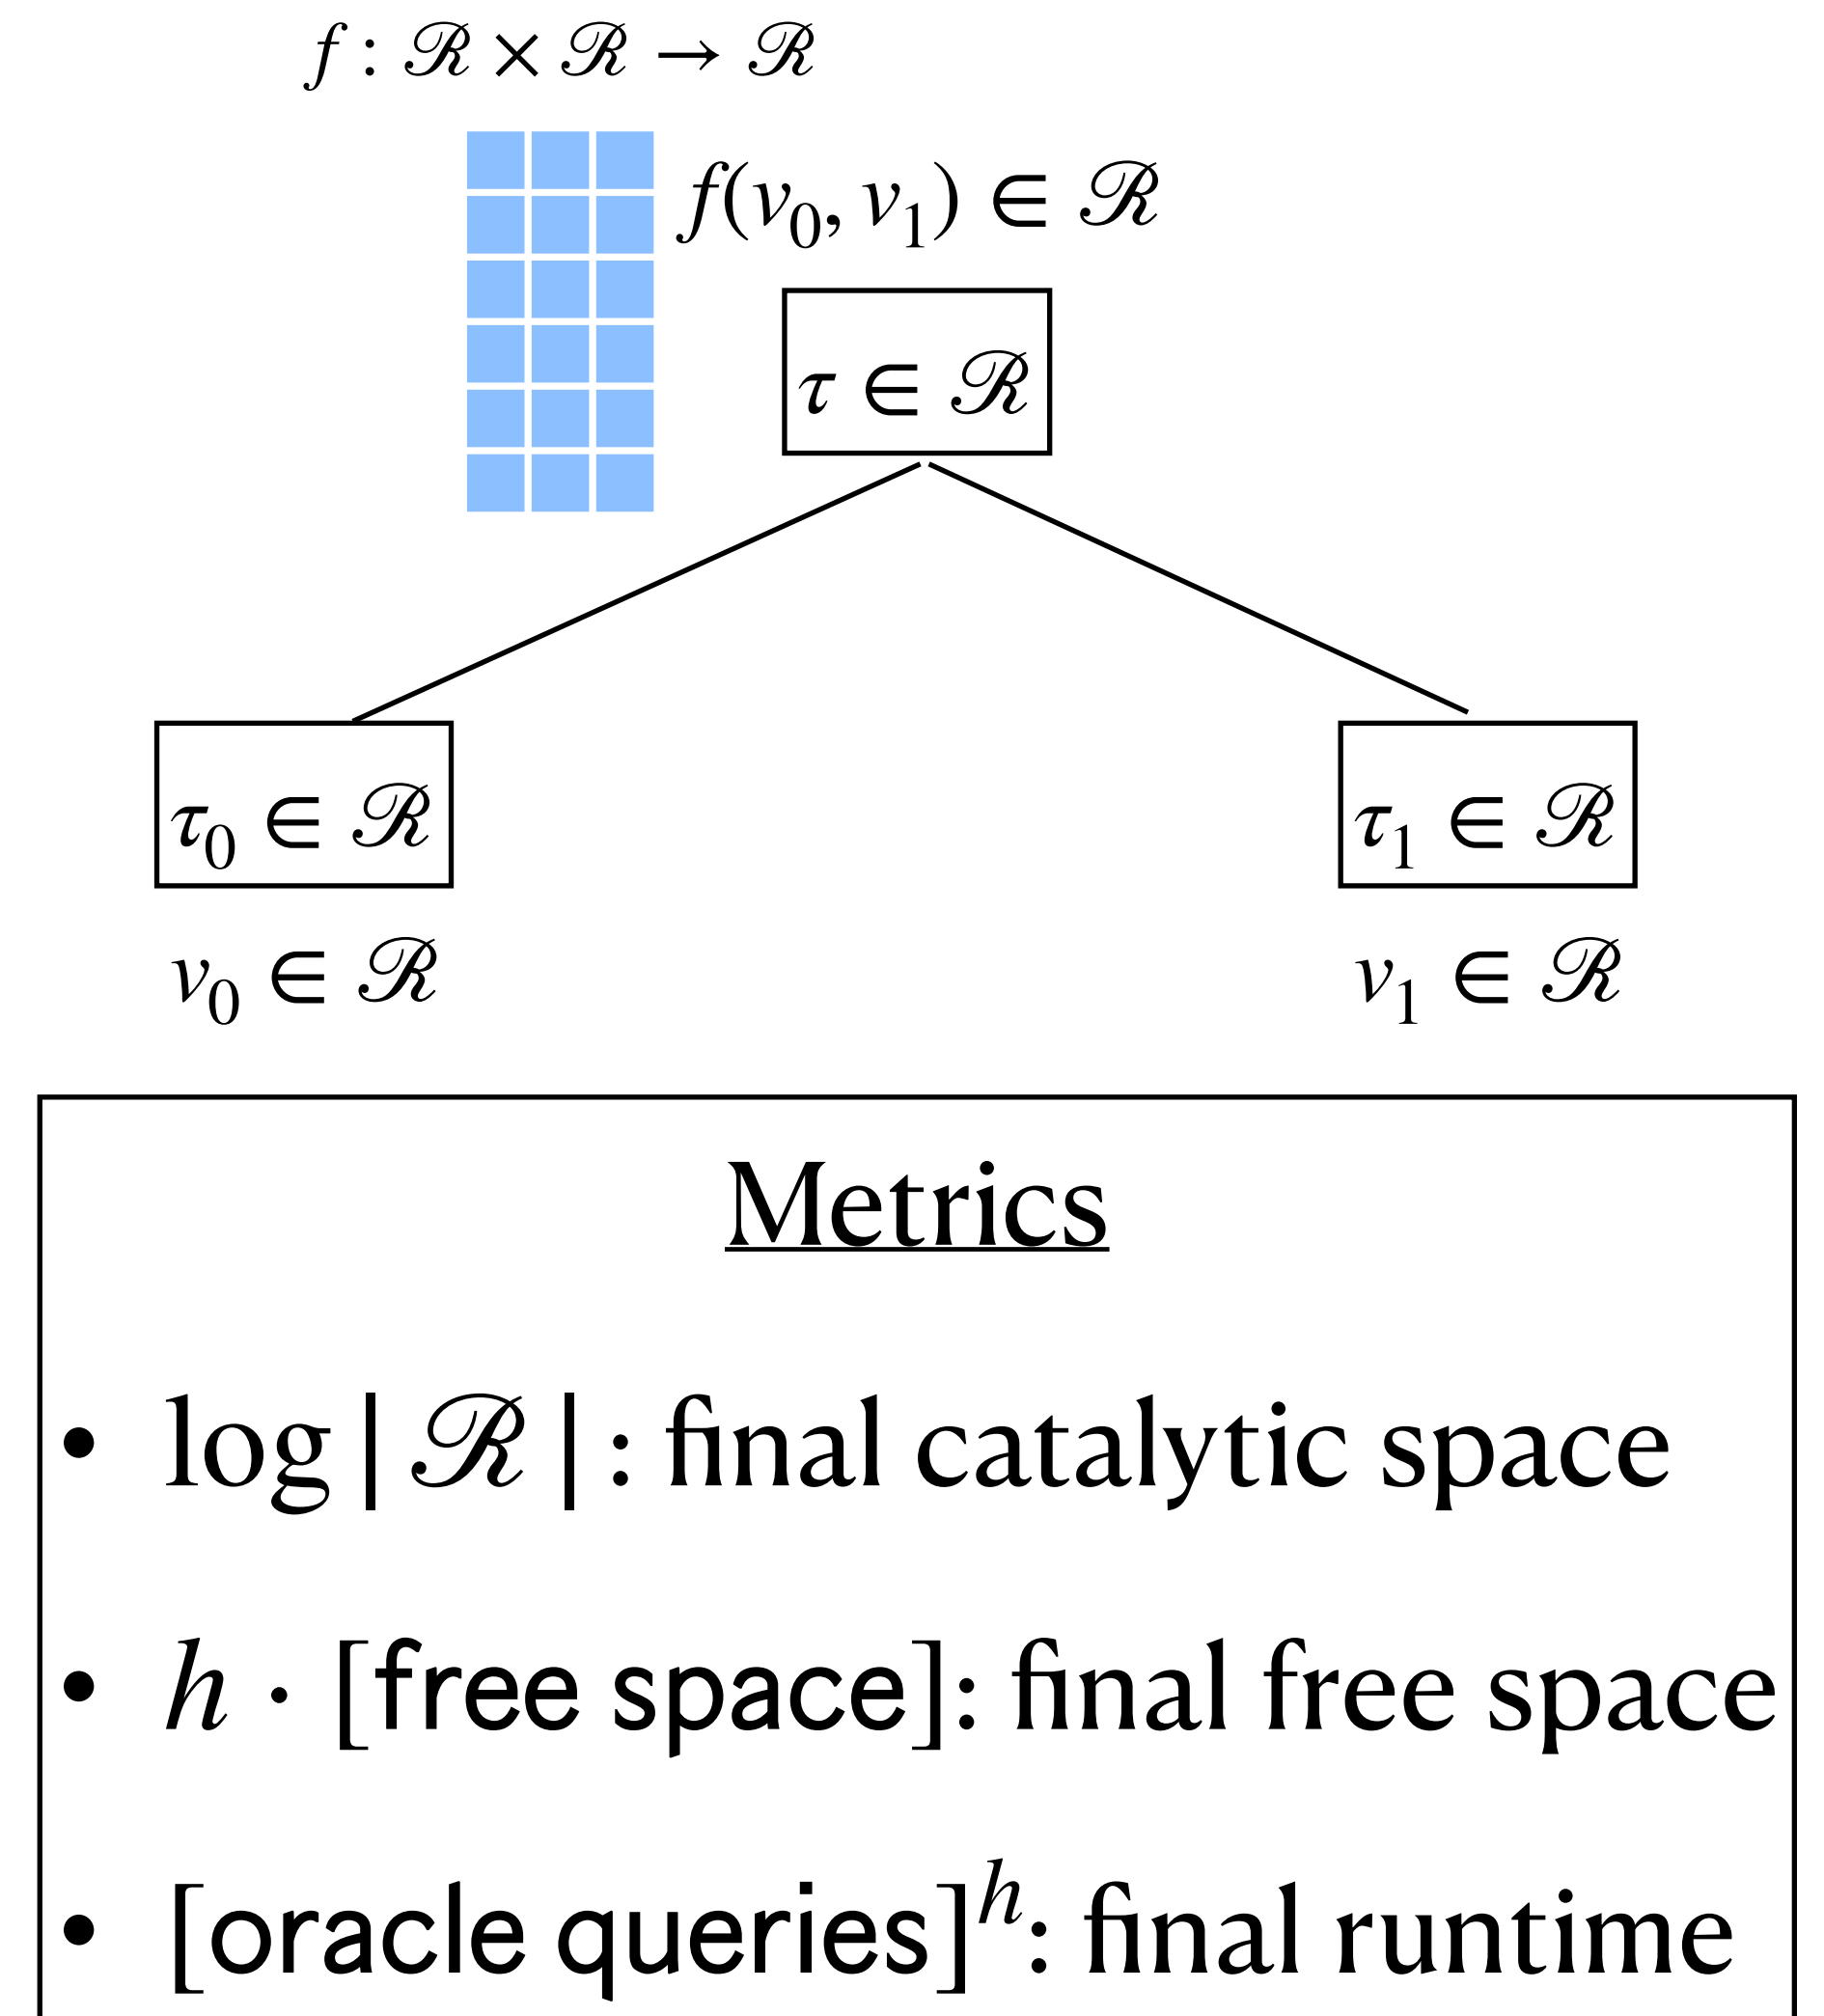 f : ℛ × ℛ → ℛ
f(v₀, v₁) ∈ ℛ
τ ∈ ℛ
τ₀ ∈ ℛ
τ₁ ∈ ℛ
v₀ ∈ ℛ
v₁ ∈ ℛ
Metrics
• log | ℛ | : final catalytic space
• h · [free space]: final free space
• [oracle queries]ʰ: final runtime